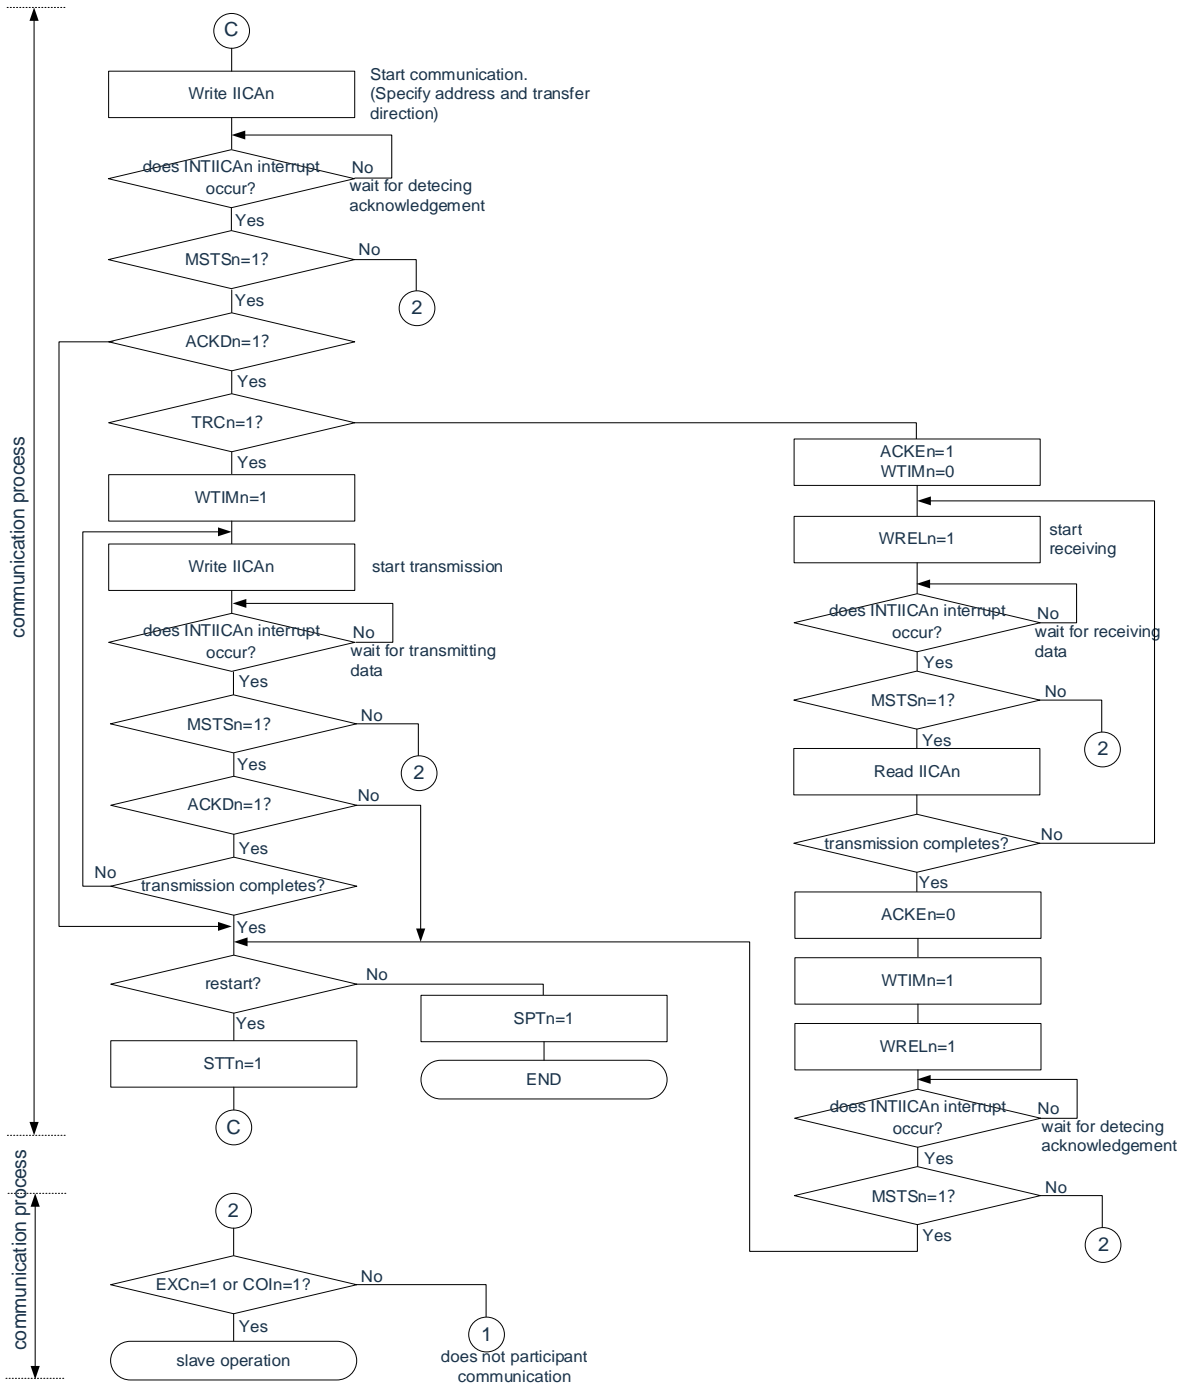 C
Write IICAn
Start communication.
(Specify address and transfer
direction)
does INTIICAn interrupt
occur?
No
wait for detecing
acknowledgement
Yes
MSTSn=1?
No
2
Yes
ACKDn=1?
Yes
TRCn=1?
Yes
WTIMn=1
Write IICAn
start transmission
does INTIICAn interrupt
occur?
No
wait for transmitting
data
Yes
MSTSn=1?
No
2
Yes
ACKDn=1?
No
Yes
No
transmission completes?
Yes
restart?
No
Yes
SPTn=1
END
STTn=1
C
communication process
ACKEn=1
WTIMn=0
WRELn=1
start
receiving
does INTIICAn interrupt
occur?
No
wait for receiving
data
Yes
MSTSn=1?
No
2
Yes
Read IICAn
transmission completes?
No
Yes
ACKEn=0
WTIMn=1
WRELn=1
does INTIICAn interrupt
occur?
No
wait for detecing
acknowledgement
Yes
MSTSn=1?
No
2
Yes
communication process
2
EXCn=1 or COIn=1?
No
1
does not participant
communication
Yes
slave operation